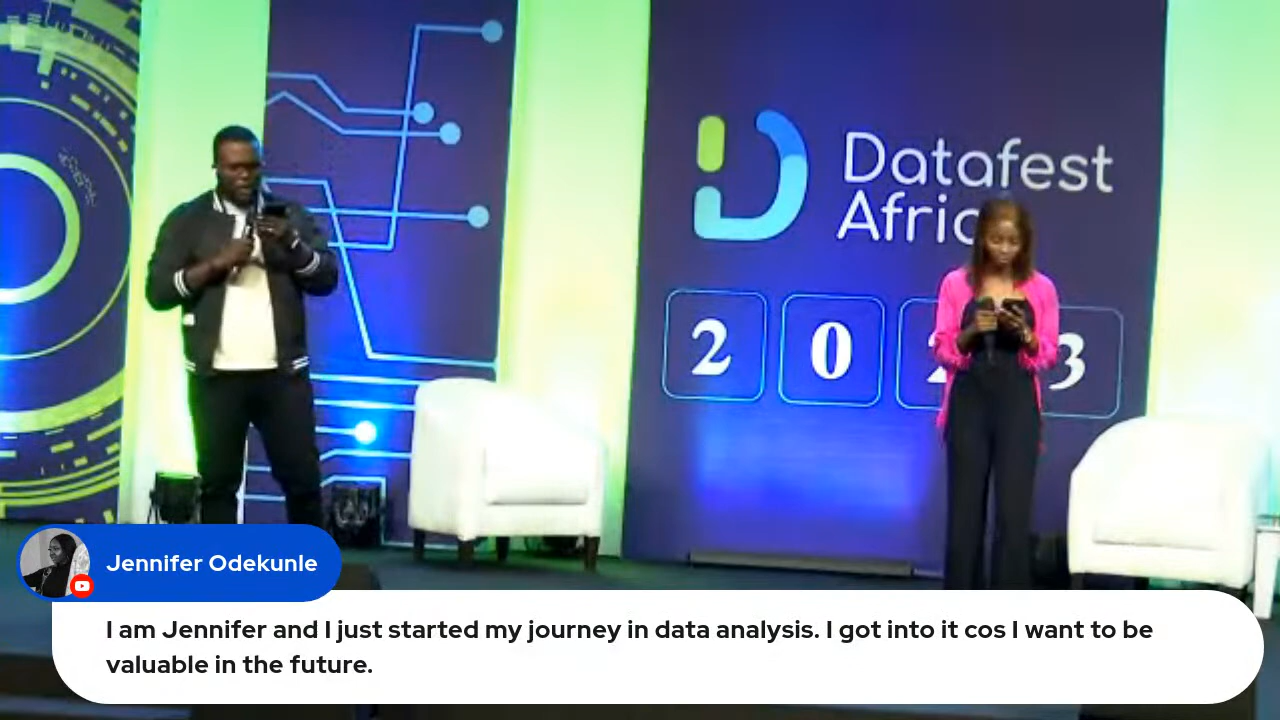 Datafest
Afric
2 0 2 3
Jennifer Odekunle
I am Jennifer and I just started my journey in data analysis. I got into it cos I want to be
valuable in the future.